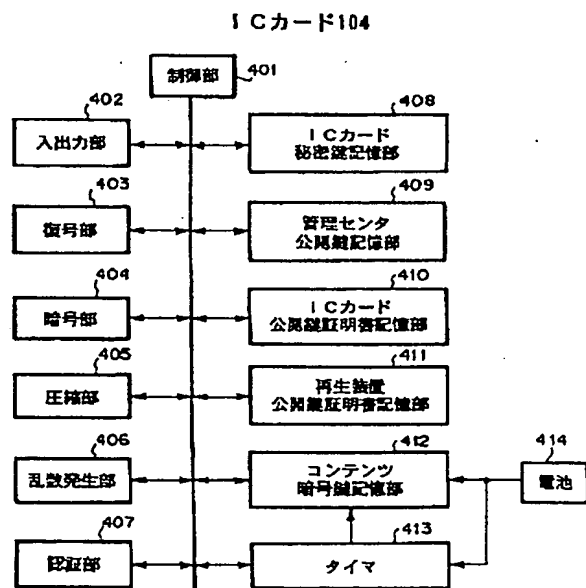 ICカード104
制御部
401
402
入出力部
408
ICカード
秘密鍵記憶部
403
復号部
409
管理センタ
公開鍵記憶部
404
暗号部
410
ICカード
公開鍵証明書記憶部
405
圧縮部
411
再生装置
公開鍵証明書記憶部
406
乱数発生部
412
コンテンツ
暗号鍵記憶部
414
電池
407
認証部
413
タイマ